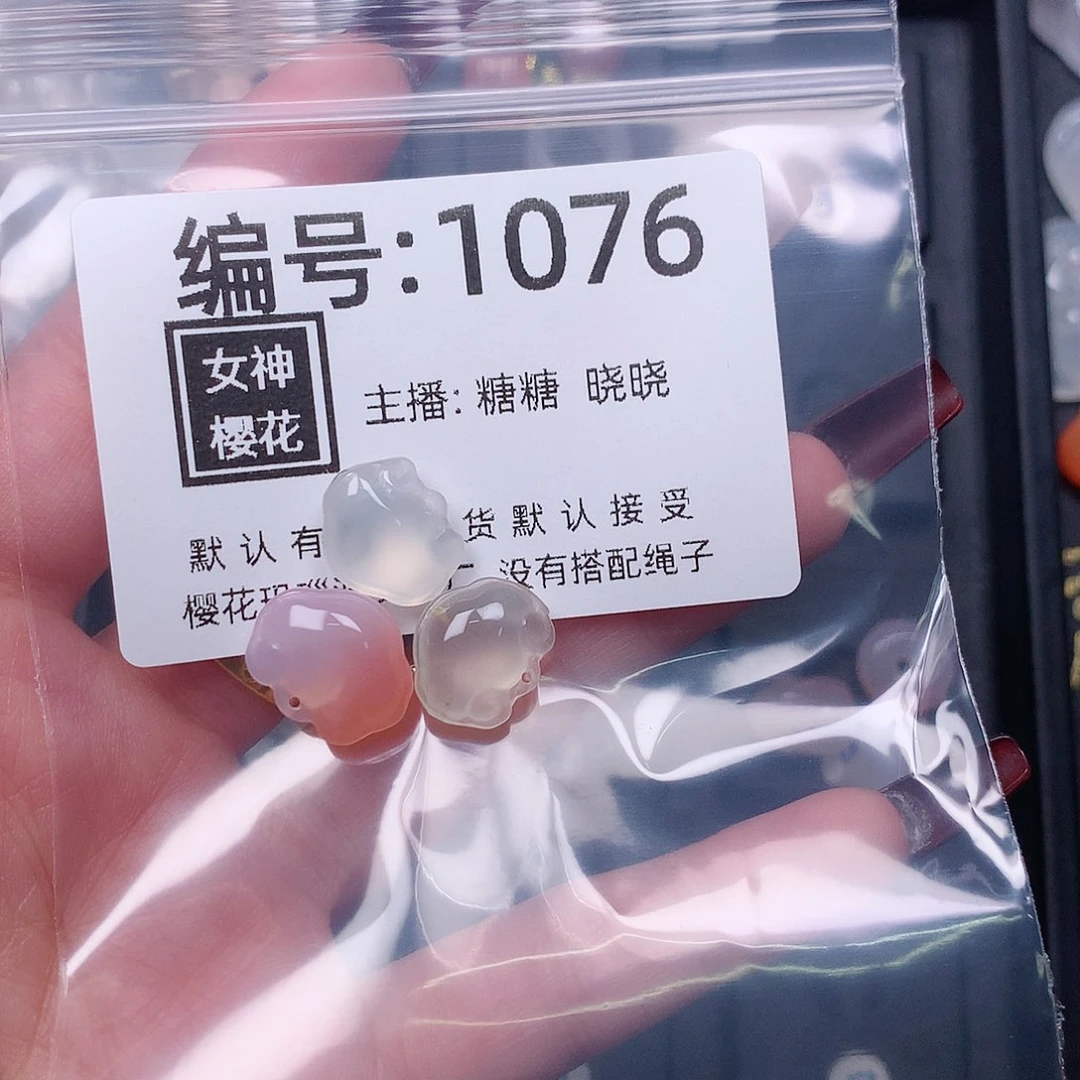 编号:1076
女神
樱花
主播: 糖糖 晓晓
默认有 货默认接受
樱花玛瑙 没有搭配绳子